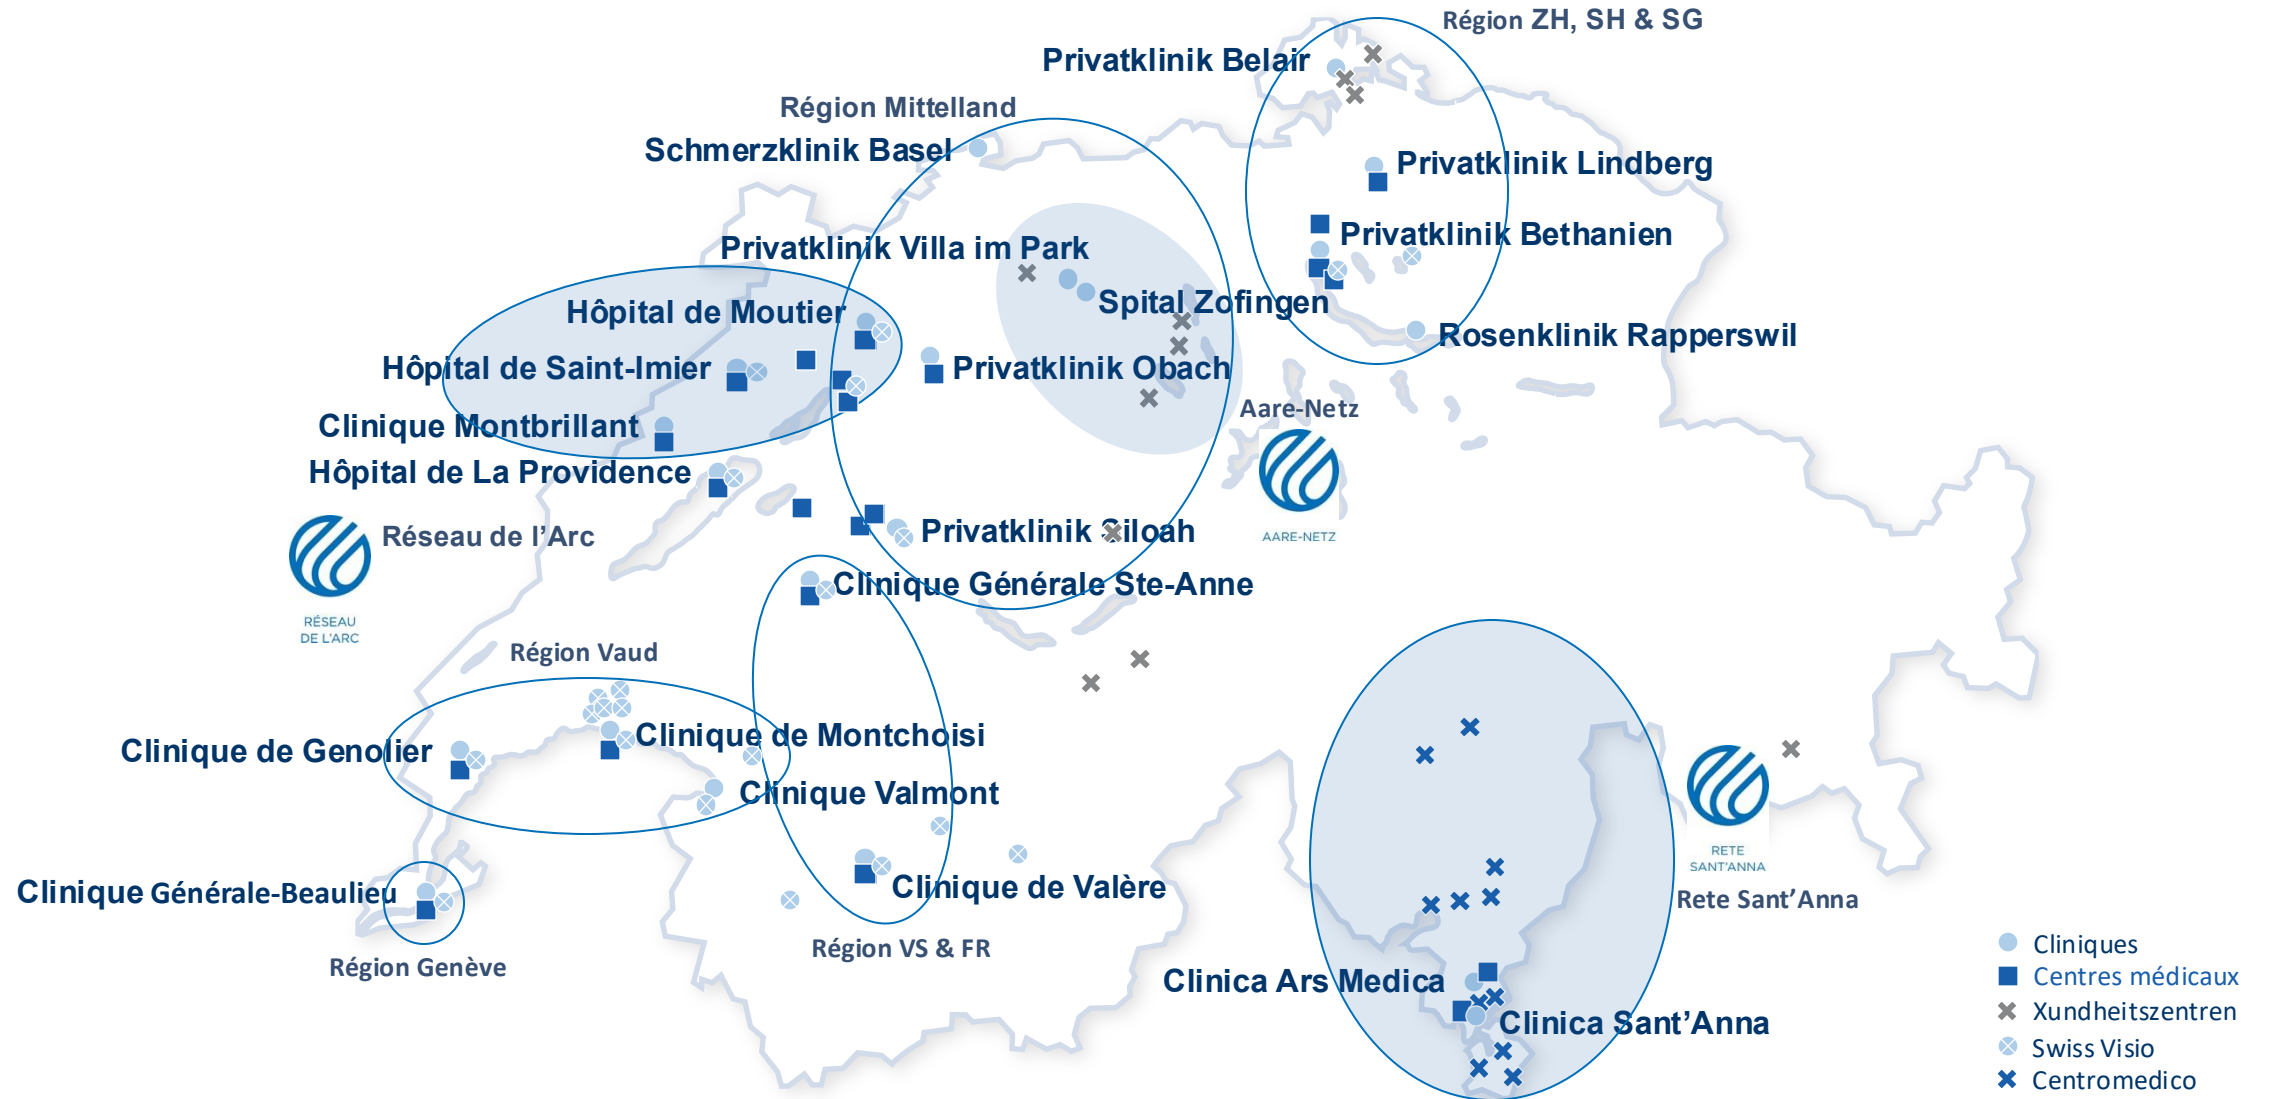 Région ZH, SH & SG
Privatklinik Belair
Région Mittelland
Schmerzklinik Basel
Privatklinik Lindberg
Privatklinik Bethanien
Privatklinik Villa im Park
Spital Zofingen
Hôpital de Moutier
Rosenklinik Rapperswil
Hôpital de Saint-Imier
Privatklinik Obach
Aare-Netz
Clinique Montbrillant
Hôpital de La Providence
Réseau de l’Arc
Privatklinik Siloah
AARE-NETZ
Clinique Générale Ste-Anne
RÉSEAU
DE L’ARC
Région Vaud
Clinique de Montchoisi
Clinique de Genolier
Clinique Valmont
RETE
SANT’ANNA
Clinique Générale-Beaulieu
Clinique de Valère
Rete Sant’Anna
Région VS & FR
Région Genève
Clinica Ars Medica
Clinica Sant’Anna
Cliniques
Centres médicaux
Xundheitszentren
Swiss Visio
Centromedico